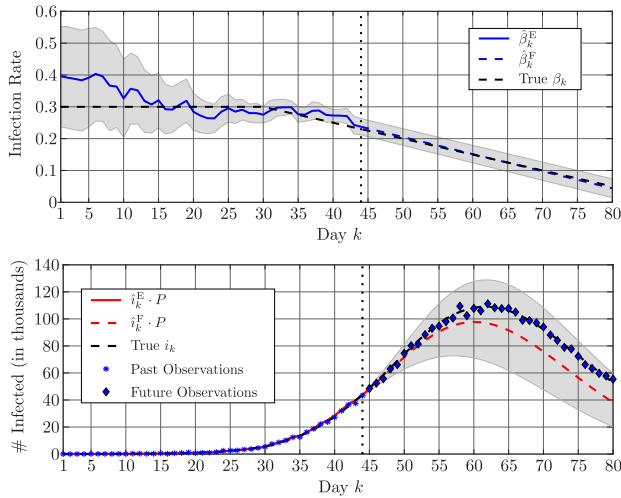 0.6
0.5
0.4
0.3
0.2
0.1
0
Infection Rate
β̂ₖᴱ
β̂ₖF
True βₖ
1 5 10 15 20 25 30 35 40 45 50 55 60 65 70 75 80
Day k
140
120
100
80
60
40
20
0
# Infected (in thousands)
îₖᴱ · P
îₖF · P
True iₖ
Past Observations
Future Observations
1 5 10 15 20 25 30 35 40 45 50 55 60 65 70 75 80
Day k